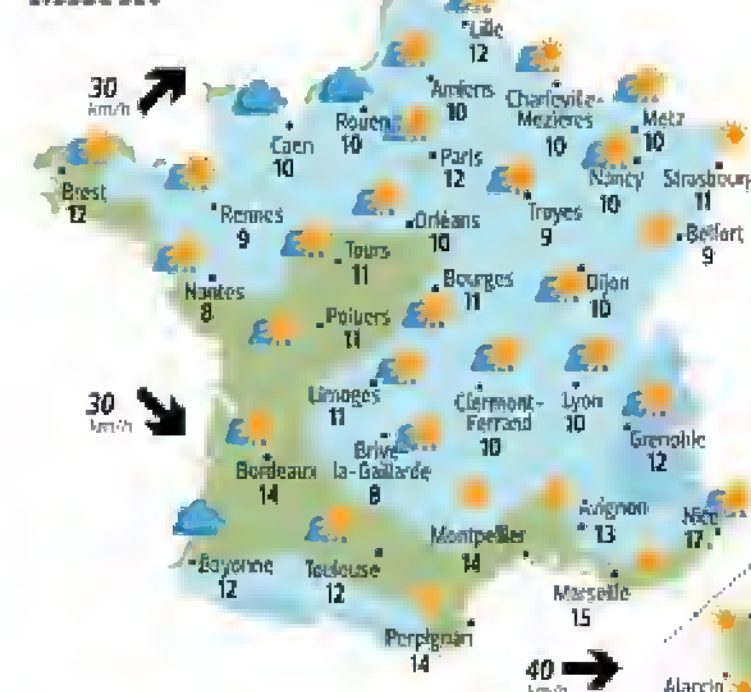 Lille
12
30
km/h
Amiens
10
Charleville-
Mézières
10
Metz
10
Rouen
10
Caen
10
Paris
12
Nancy
10
Strasbourg
11
Brest
12
Rennes
9
Orléans
10
Troyes
9
Belfort
9
Tours
11
Nantes
8
Bourges
11
Dijon
10
Poitiers
11
30
km/h
Limoges
11
Clermont-
Ferrand
10
Lyon
10
Grenoble
12
Brive-
la-Gaillarde
8
Bordeaux
14
Avignon
13
Nice
17
Montpellier
14
Bayonne
12
Toulouse
12
Marseille
15
Perpignan
14
40
km/h